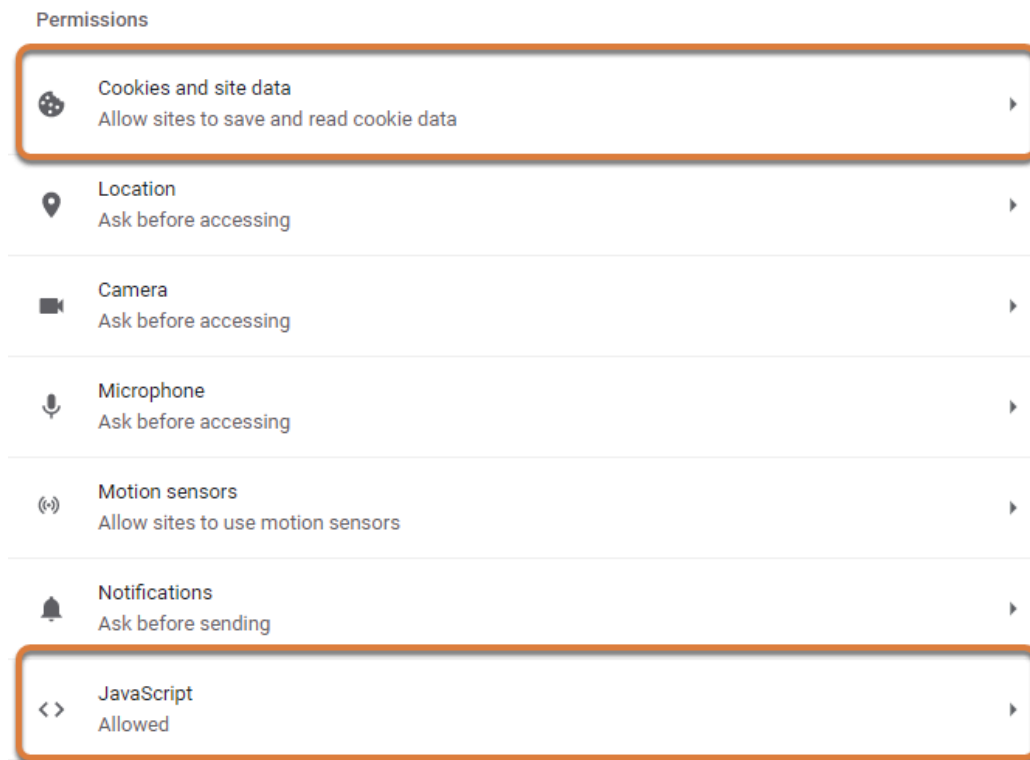 Permissions
Cookies and site data
Allow sites to save and read cookie data
Location
Ask before accessing
Camera
Ask before accessing
Microphone
Ask before accessing
Motion sensors
Allow sites to use motion sensors
Notifications
Ask before sending
JavaScript
Allowed